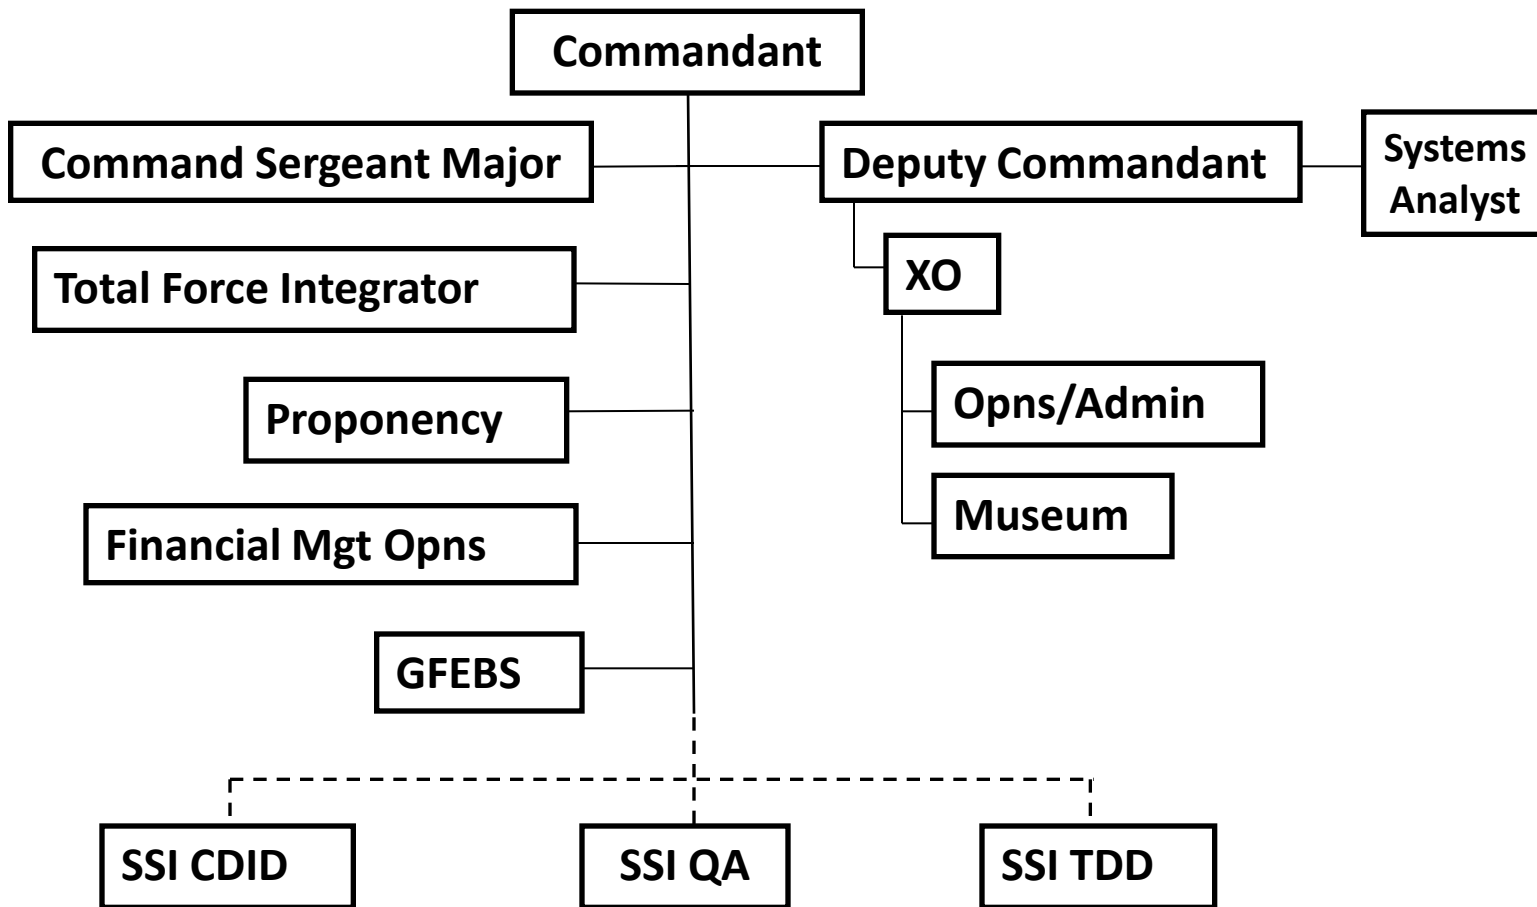 Commandant
Command Sergeant Major
Deputy Commandant
Systems
Analyst
XO
Total Force Integrator
Opns/Admin
Proponency
Museum
Financial Mgt Opns
GFEBS
SSI CDID
SSI QA
SSI TDD